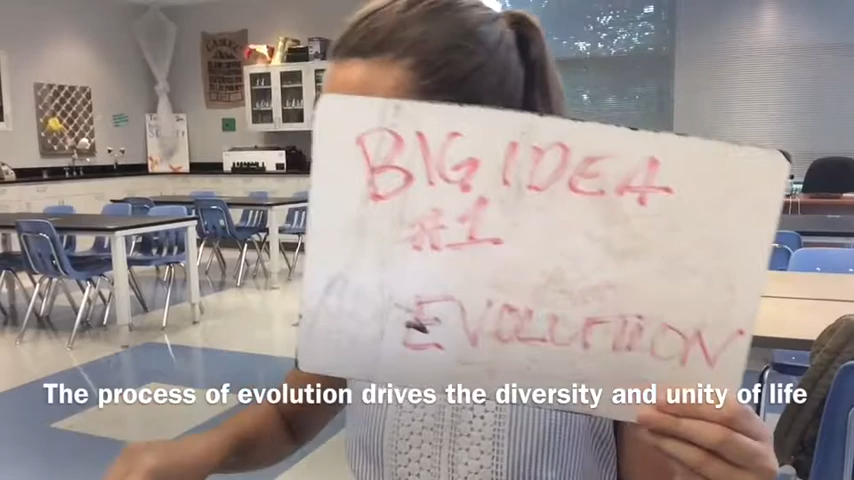 BIG IDEA
#1
EVOLUTION
The process of evolution drives the diversity and unity of life